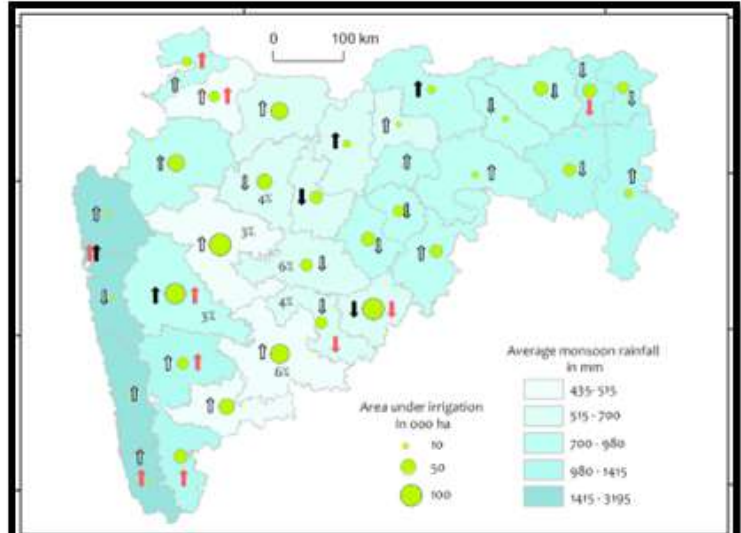 0 100 km
4%
3%
6%
3%
4%
6%
Average monsoon rainfall
in mm
435-515
515 - 700
700 - 980
980 - 1415
1415 - 3195
Area under irrigation
in 000 ha
10
50
100